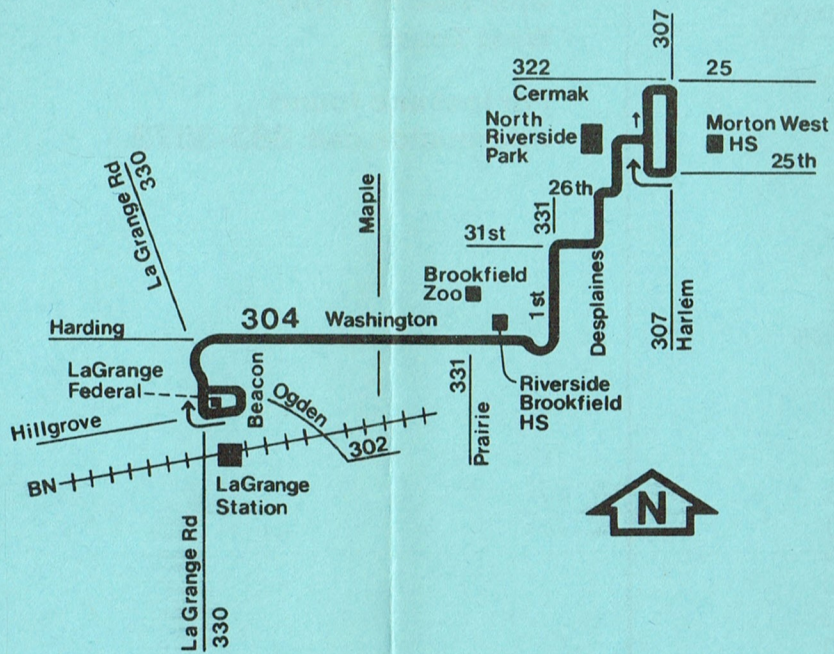 307
322
25
Cermak
North
Riverside
Park
Morton West
HS
25th
La Grange Rd
330
Maple
26th
331
31st
Brookfield
Zoo
1st
Desplaines
307
Harlem
Harding
304
Washington
LaGrange
Federal
Beacon
Ogden
331
Prairie
Riverside
Brookfield
HS
Hillgrove
302
BN
LaGrange
Station
N
La Grange Rd
330